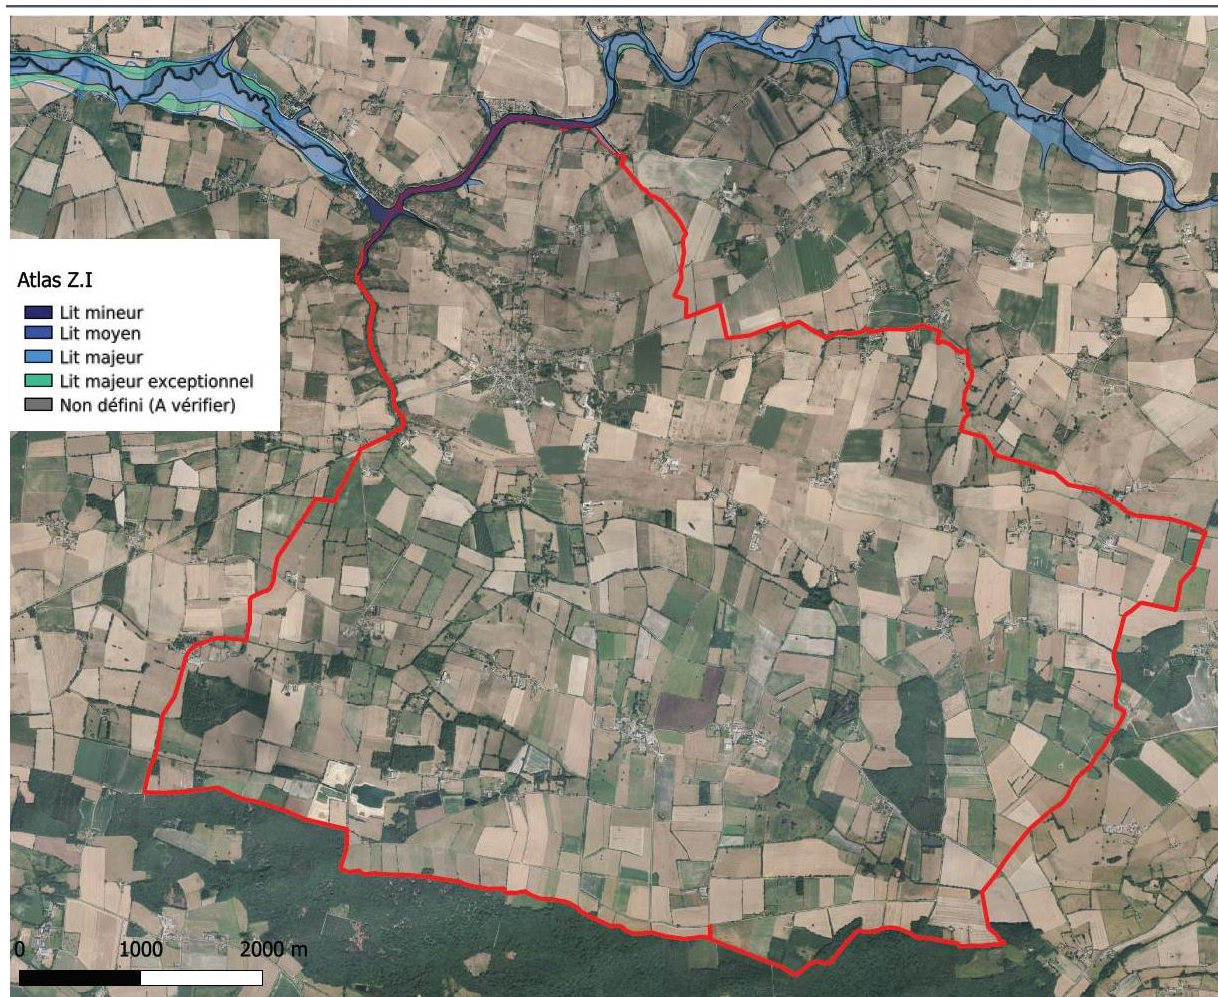 Atlas Z.I
Lit mineur
Lit moyen
Lit majeur
Lit majeur exceptionnel
Non défini (A vérifier)
0 1000 2000 m